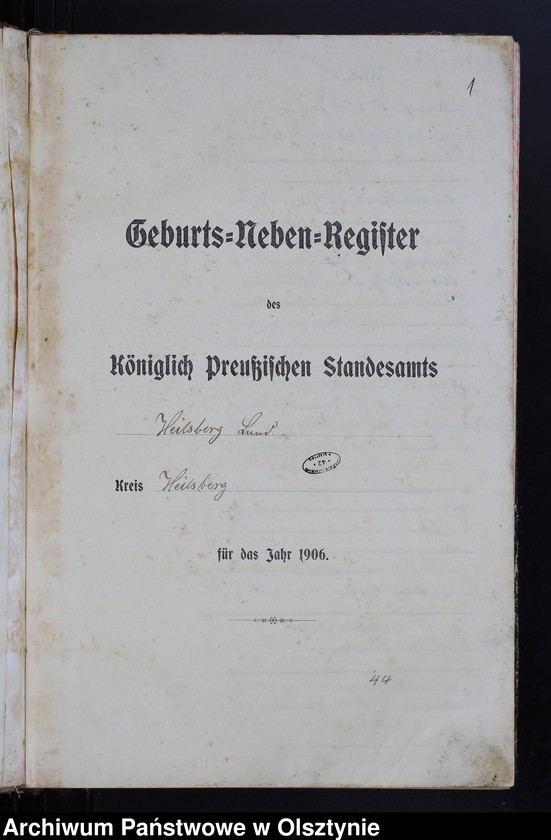 1
Geburts=Neben=Register
des
Königlich Preußischen Standesamts
Heilsberg Land
Kreis Heilsberg
für das Jahr 1906.
44
Archiwum Państwowe w Olsztynie